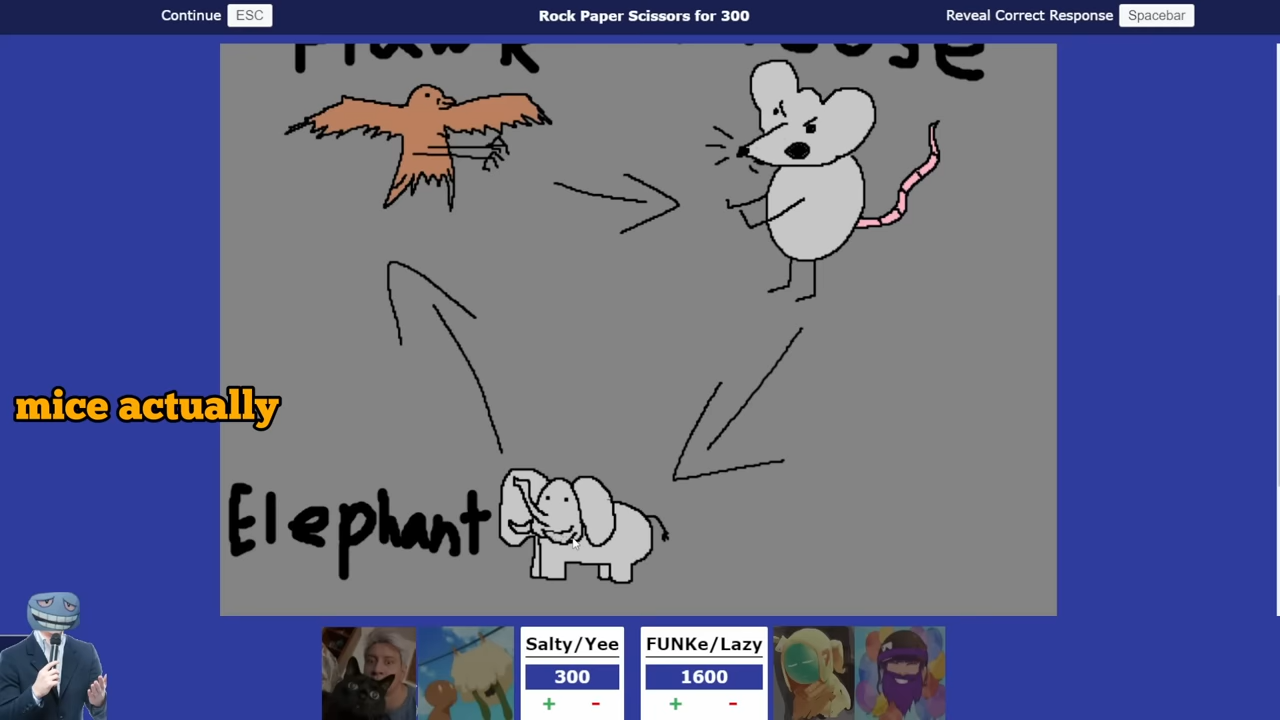 Continue ESC Rock Paper Scissors for 300 Reveal Correct Response Spacebar
Hawk
mice actually
Elephant
Salty/Yee FUNKe/Lazy
300 1600
+ - + -